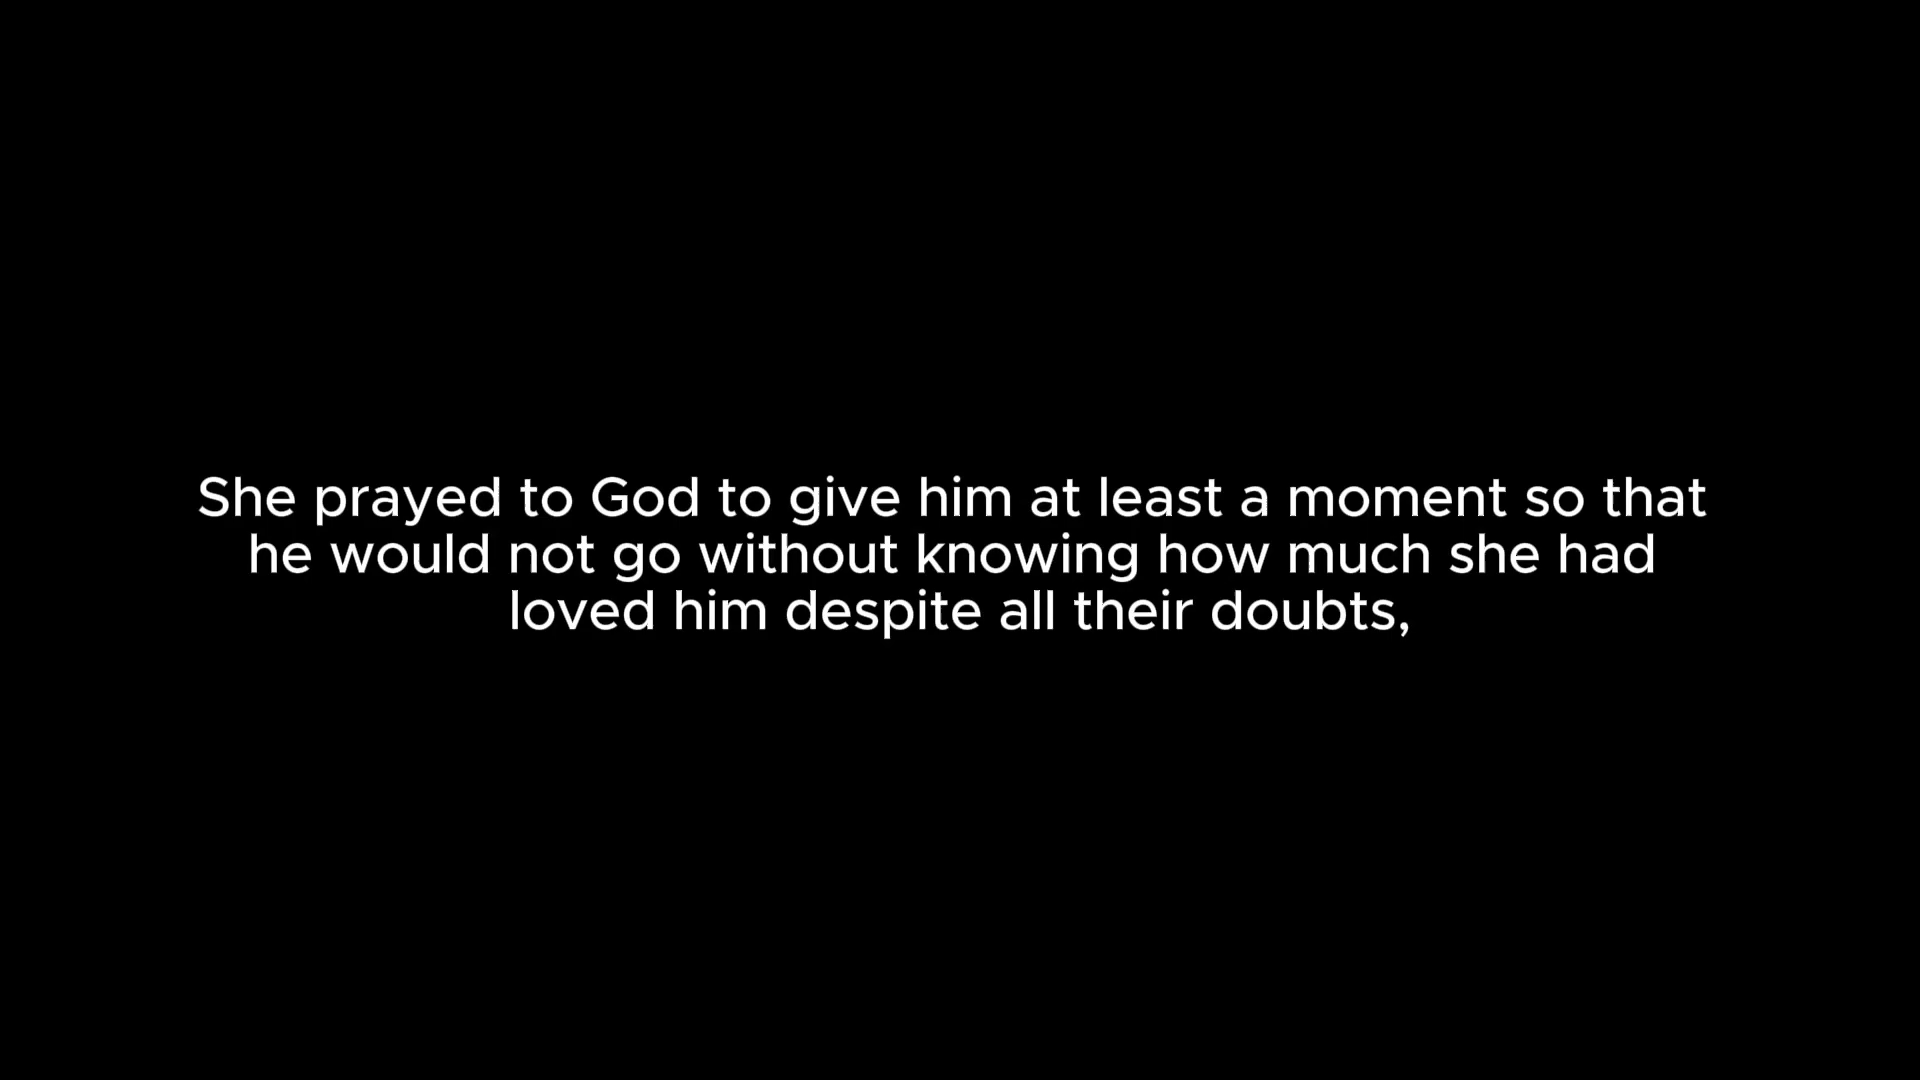 She prayed to God to give him at least a moment so that
he would not go without knowing how much she had
loved him despite all their doubts,